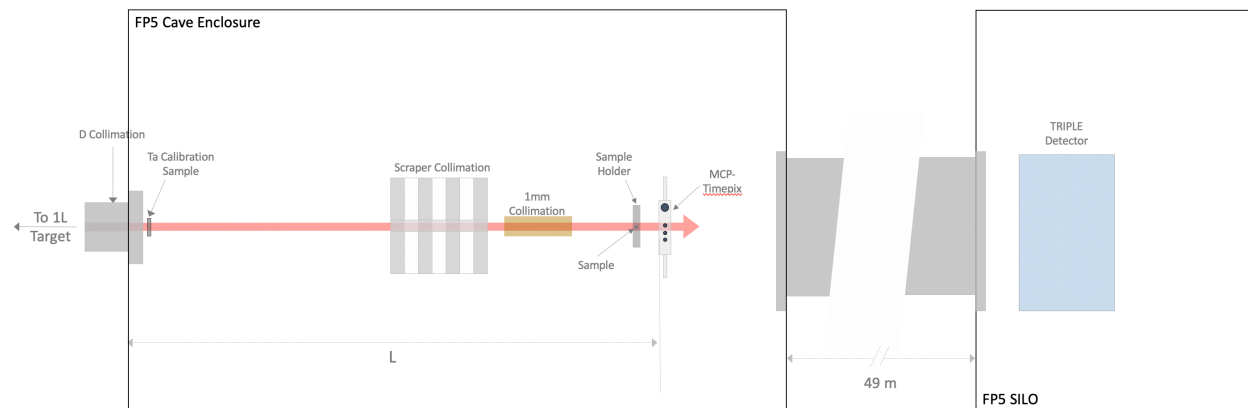 FP5 Cave Enclosure
D Collimation
Ta Calibration
Sample
Scraper Collimation
1mm
Collimation
Sample
Holder
MCP-
Timepix
TRIPLE
Detector
To 1L
Target
Sample
L
49 m
FP5 SILO